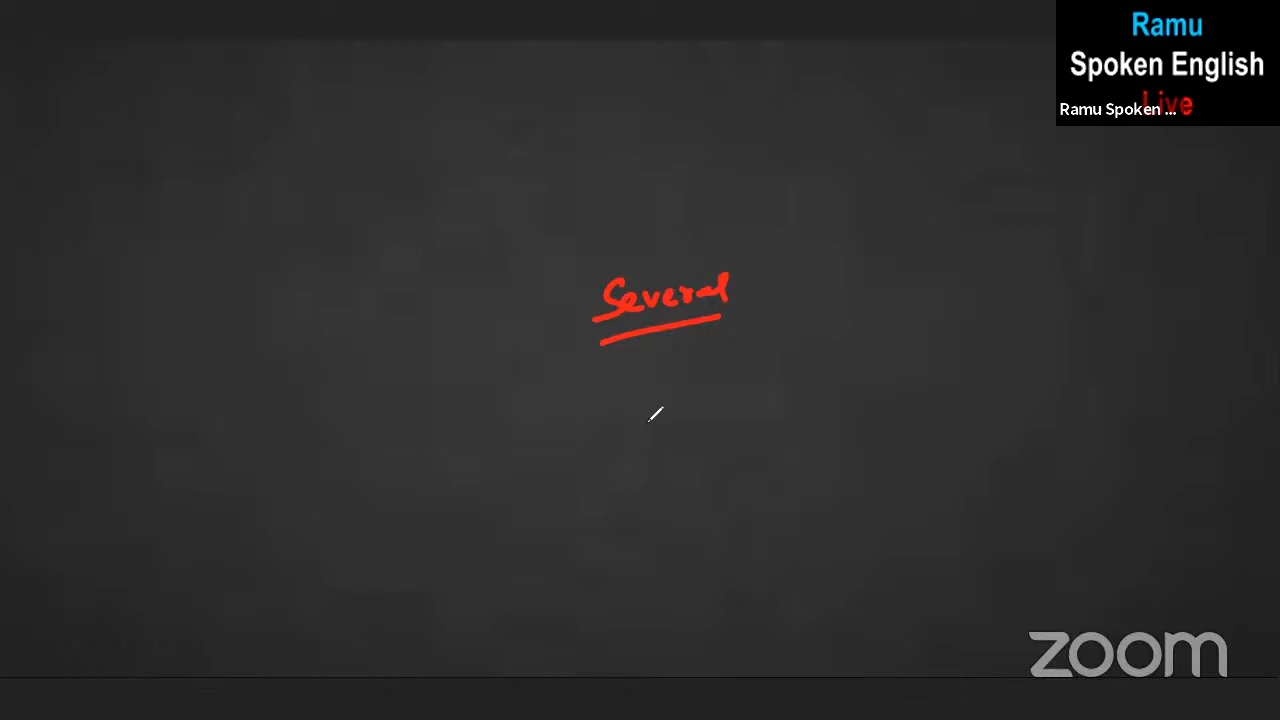 Ramu
Spoken English
Live
Ramu Spoken ...
Several
zoom